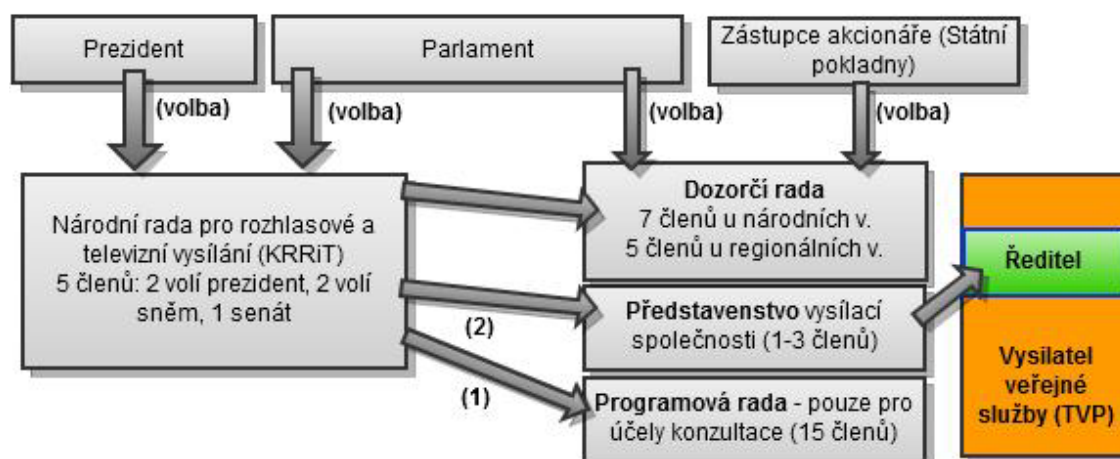 Prezident
Parlament
Zástupce akcionáře (Státní
pokladny)
(volba)
(volba)
(volba)
(volba)
Národní rada pro rozhlasové a
televizní vysílání (KRRiT)
5 členů: 2 volí prezident, 2 volí
sněm, 1 senát
Dozorčí rada
7 členů u národních v.
5 členů u regionálních v.
(2)
Představenstvo vysílací
společnosti (1-3 členů)
(1)
Programová rada - pouze pro
účely konzultace (15 členů)
Ředitel
Vysilatel
veřejné
služby (TVP)